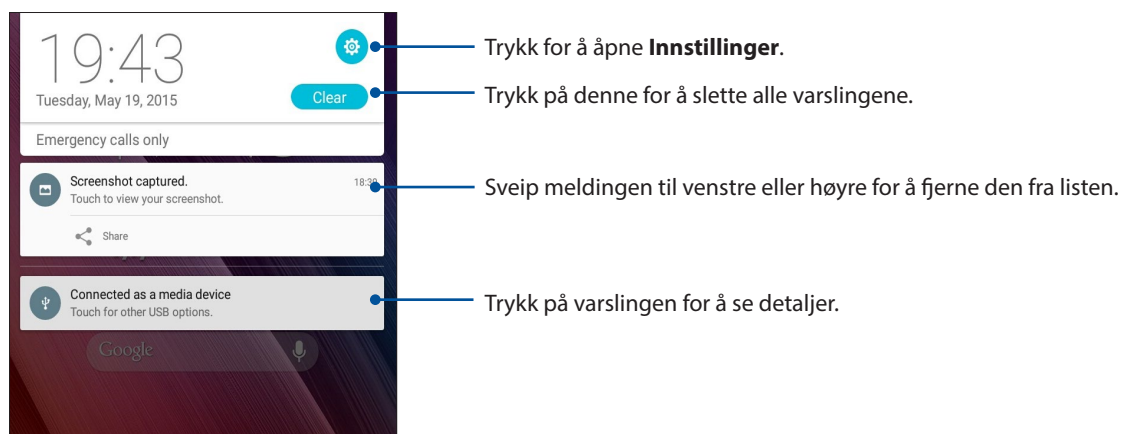 19:43
Trykk for å åpne Innstillinger.
Tuesday, May 19, 2015
Clear
Trykk på denne for å slette alle varslingene.
Emergency calls only
Screenshot captured.
Touch to view your screenshot.
Sveip meldingen til venstre eller høyre for å fjerne den fra listen.
Share
Connected as a media device
Touch for other USB options.
Trykk på varslingen for å se detaljer.
Google